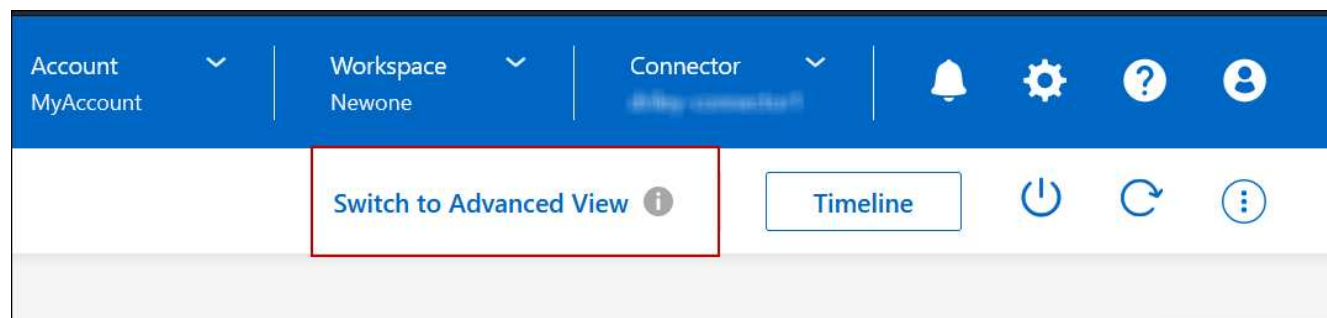 Account
MyAccount
Workspace
Newone
Connector
Switch to Advanced View
Timeline